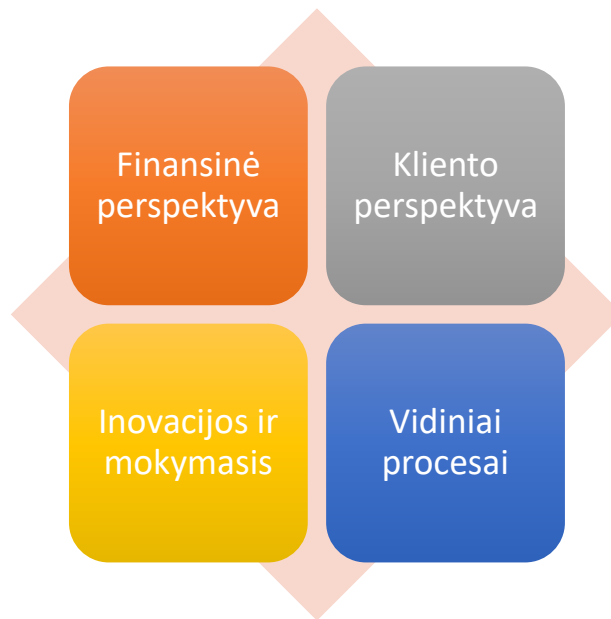 Finansinė
perspektyva
Kliento
perspektyva
Inovacijos ir
mokymasis
Vidiniai
procesai